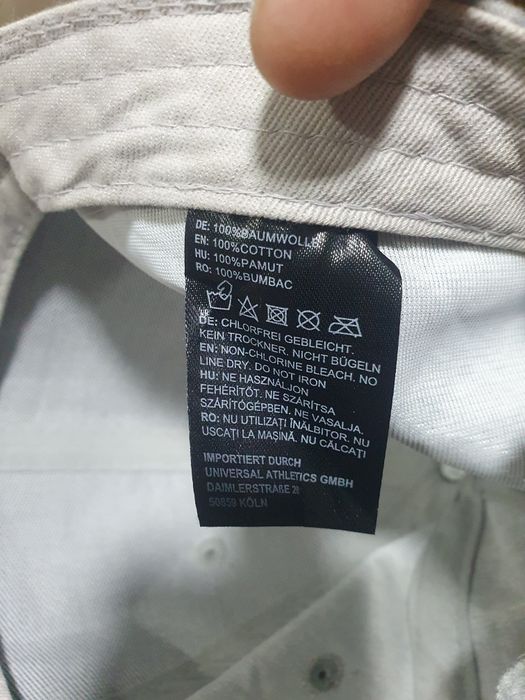 DE: 100%BAUMWOLLE
EN: 100%COTTON
HU: 100%PAMUT
RO: 100%BUMBAC
DE: CHLORFREI GEBLEICHT.
KEIN TROCKNER. NICHT BÜGELN
EN: NON-CHLORINE BLEACH. NO
LINE DRY. DO NOT IRON
HU: NE HASZNÁLJON
FEHÉRÍTŐT. NE SZÁRÍTSA
SZÁRÍTÓGÉPBEN. NE VASALJA.
RO: NU UTILIZAȚI ÎNĂLBITOR. NU
USCAȚI LA MAȘINĂ. NU CĂLCAȚI
IMPORTIERT DURCH
UNIVERSAL ATHLETICS GMBH
DAIMLERSTRAßE
50859 KÖLN